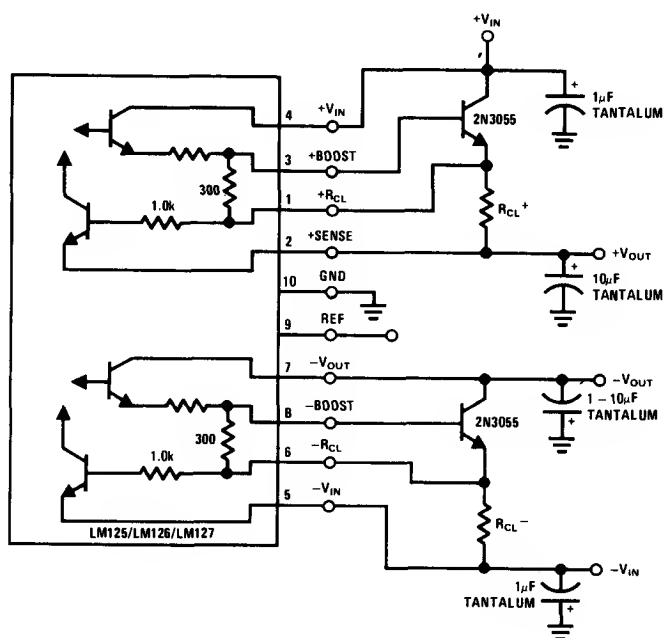 +VIN
4 +VIN
1μF
TANTALUM
2N3055
3 +BOOST
300
1 +RCL
1.0k
RCL+
2 +SENSE
+VOUT
10 GND
10μF
TANTALUM
9 REF
7 −VOUT
−VOUT
8 −BOOST
1 – 10μF
TANTALUM
2N3055
300
6 −RCL
1.0k
5 −VIN
RCL−
LM125/LM126/LM127
−VIN
1μF
TANTALUM